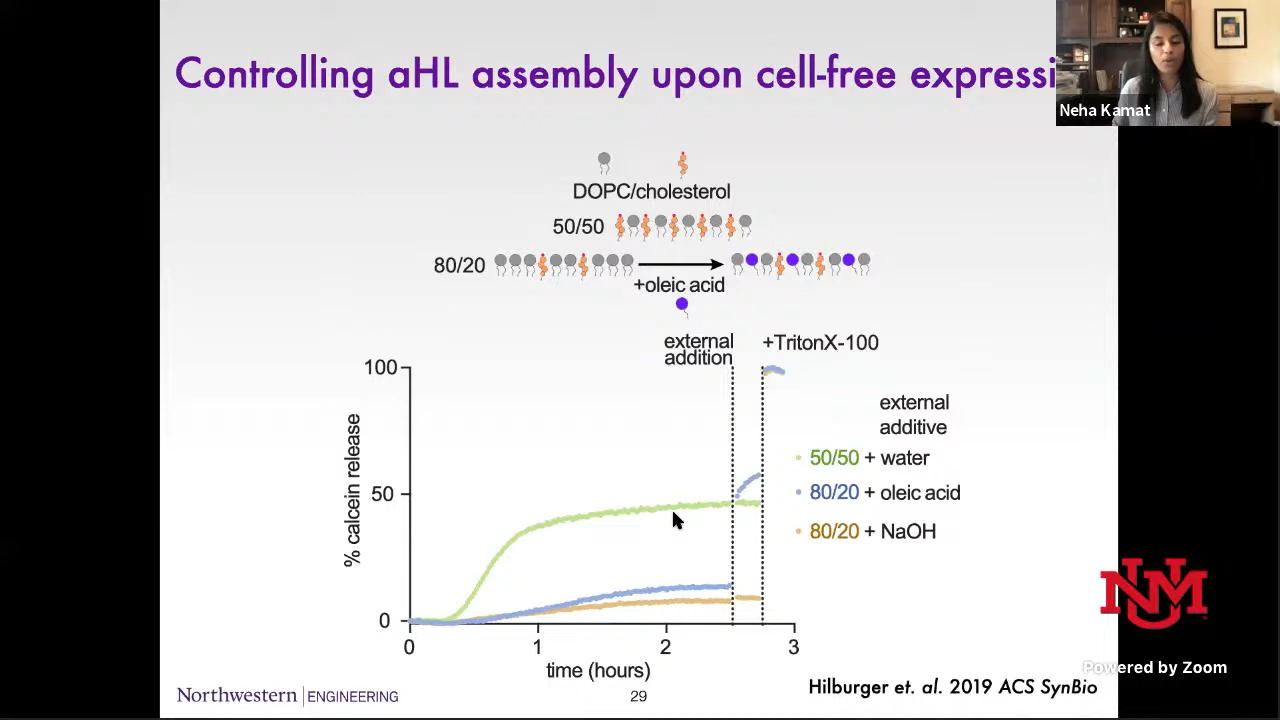 Controlling aHL assembly upon cell-free expressi
Neha Kamat
DOPC/cholesterol
50/50
80/20
+oleic acid
external
addition
+TritonX-100
100
50
0
% calcein release
0
1
2
3
time (hours)
external
additive
50/50 + water
80/20 + oleic acid
80/20 + NaOH
UNM
Powered by Zoom
Northwestern | ENGINEERING
29
Hilburger et. al. 2019 ACS SynBio